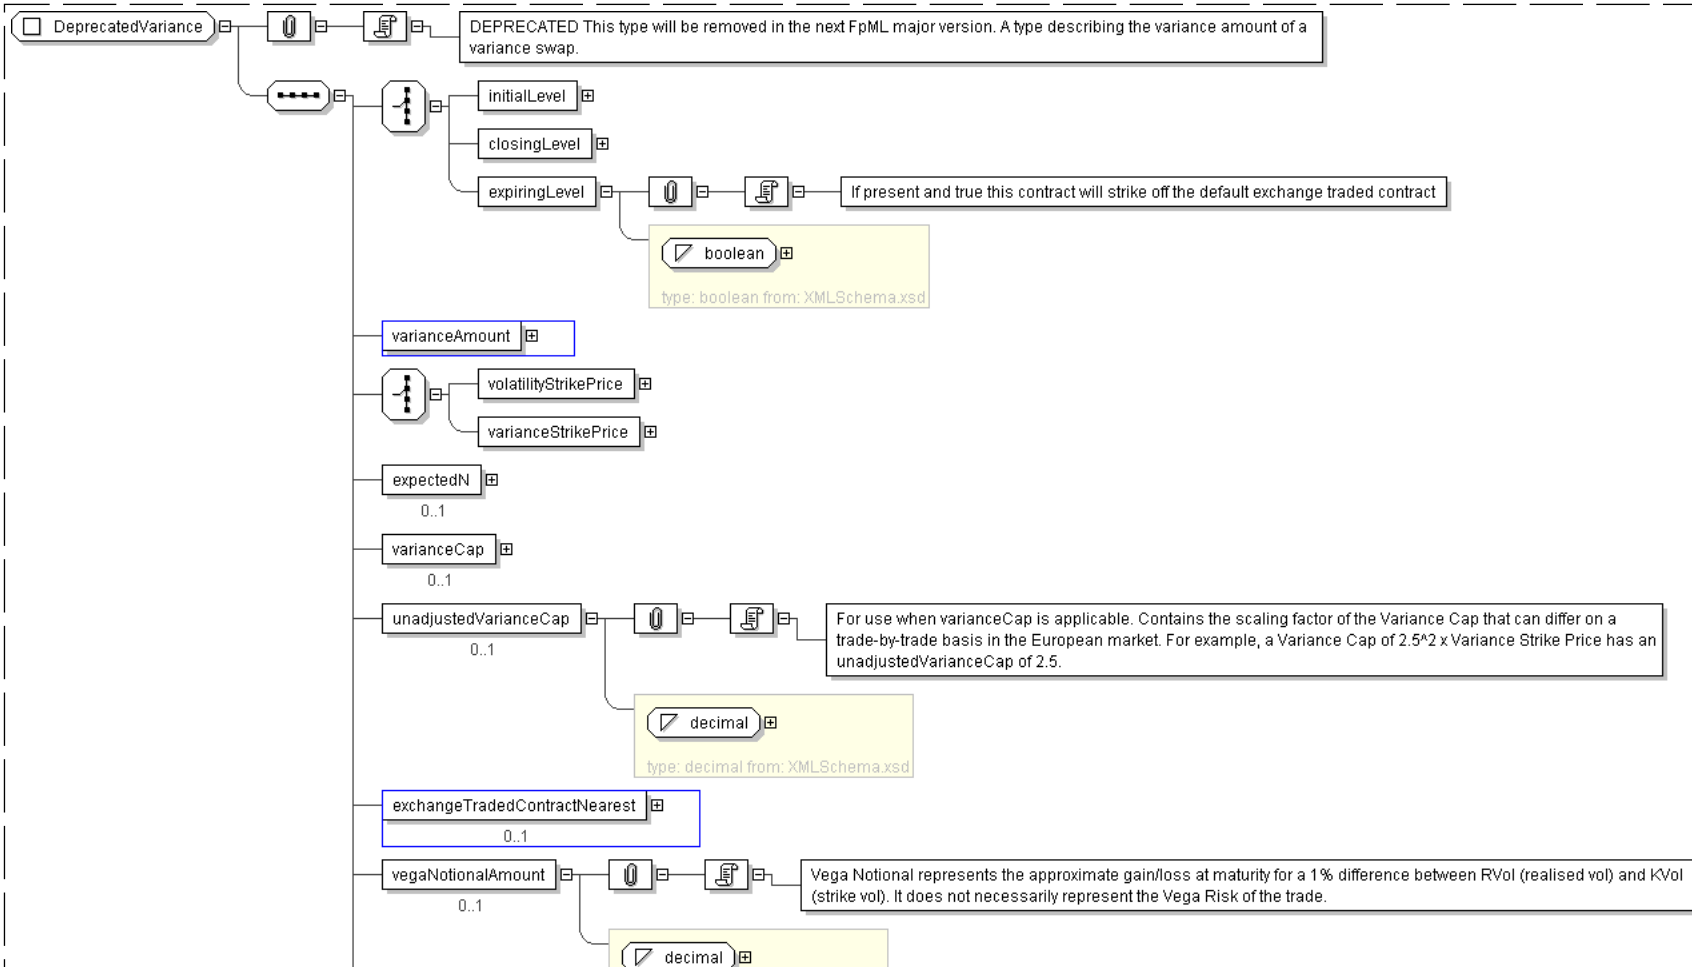 DeprecatedVariance
DEPRECATED This type will be removed in the next FpML major version. A type describing the variance amount of a
variance swap.
initialLevel
closingLevel
expiringLevel
If present and true this contract will strike off the default exchange traded contract
boolean
type: boolean from: XMLSchema.xsd
varianceAmount
volatilityStrikePrice
varianceStrikePrice
expectedN
0..1
varianceCap
0..1
unadjustedVarianceCap
0..1
For use when varianceCap is applicable. Contains the scaling factor of the Variance Cap that can differ on a
trade-by-trade basis in the European market. For example, a Variance Cap of 2.5^2 x Variance Strike Price has an
unadjustedVarianceCap of 2.5.
decimal
type: decimal from: XMLSchema.xsd
exchangeTradedContractNearest
0..1
vegaNotionalAmount
0..1
Vega Notional represents the approximate gain/loss at maturity for a 1% difference between RVol (realised vol) and KVol
(strike vol). It does not necessarily represent the Vega Risk of the trade.
decimal